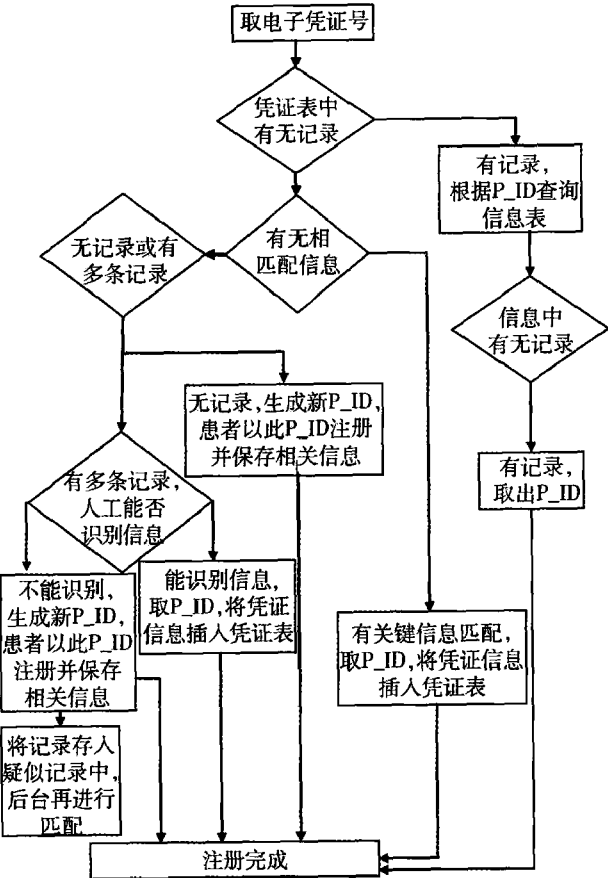 取电子凭证号
凭证表中
有无记录
有记录,
根据P_ID查询
信息表
无记录或有
多条记录
有无相
匹配信息
信息中
有无记录
无记录,生成新P_ID,
患者以此P_ID注册
并保存相关信息
有记录,
取出P_ID
有多条记录,
人工能否
识别信息
不能识别,
生成新P_ID,
患者以此P_ID
注册并保存
相关信息
能识别信息,
取P_ID,将凭证
信息插人凭证表
有关键信息匹配,
取P_ID,将凭证信息
插人凭证表
将记录存人
疑似记录中,
后台再进行
匹配
注册完成